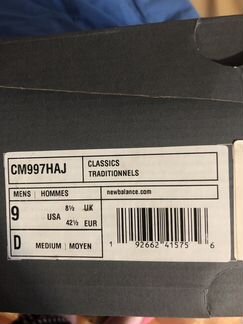 CM997HAJ
CLASSICS
TRADITIONNELS
MENS | HOMMES
newbalance.com
9 USA 8½ UK
42½ EUR
D MEDIUM | MOYEN
1 92662 41575 6